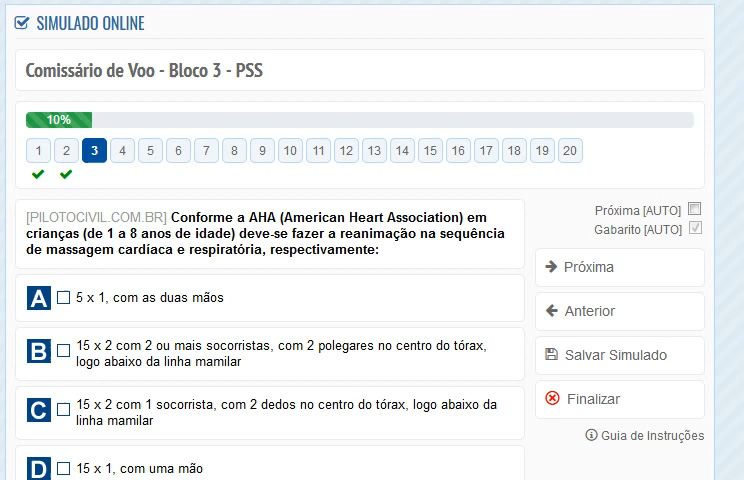 SIMULADO ONLINE
Comissário de Voo - Bloco 3 - PSS
10%
1 2 3 4 5 6 7 8 9 10 11 12 13 14 15 16 17 18 19 20
[PILOTOCIVIL.COM.BR] Conforme a AHA (American Heart Association) em
crianças (de 1 a 8 anos de idade) deve-se fazer a reanimação na sequência
de massagem cardíaca e respiratória, respectivamente:
A 5 x 1, com as duas mãos
B 15 x 2 com 2 ou mais socorristas, com 2 polegares no centro do tórax,
logo abaixo da linha mamilar
C 15 x 2 com 1 socorrista, com 2 dedos no centro do tórax, logo abaixo da
linha mamilar
D 15 x 1, com uma mão
Próxima [AUTO]
Gabarito [AUTO]
Próxima
Anterior
Salvar Simulado
Finalizar
Guia de Instruções